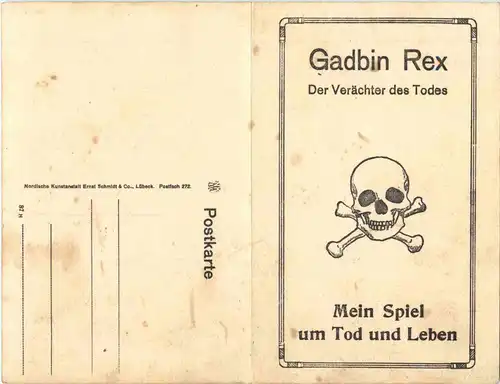 Nordische Kunstanstalt Ernst Schmidt & Co., Lübeck. Postfach 272.
Postkarte
Gadbin Rex
Der Verächter des Todes
Mein Spiel
um Tod und Leben